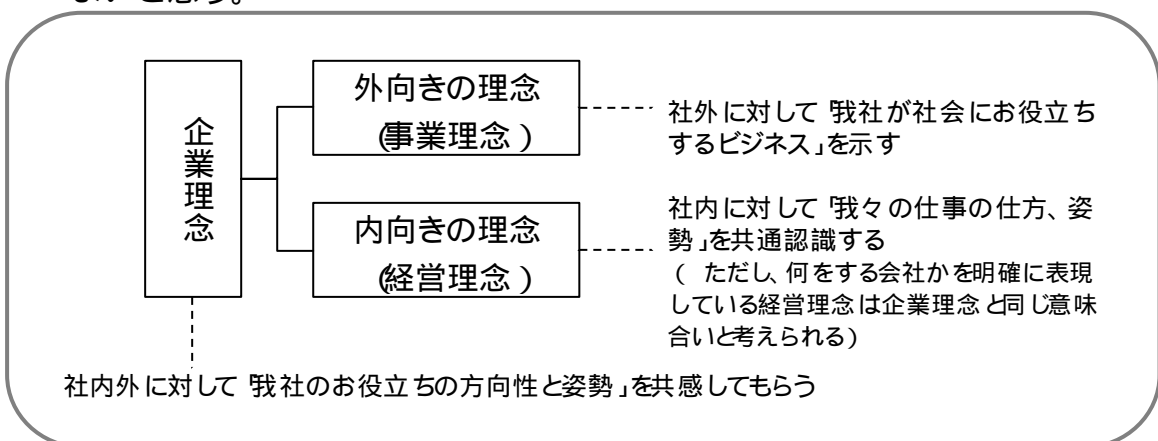 企業理念
外向きの理念
(事業理念)
社外に対して「我社が社会にお役立ち
するビジネス」を示す
内向きの理念
(経営理念)
社内に対して「我々の仕事の仕方、姿
勢」を共通認識する
( ただし、何をする会社かを明確に表現
している経営理念は企業理念と同じ意味
合いと考えられる)
社内外に対して「我社のお役立ちの方向性と姿勢」を共感してもらう